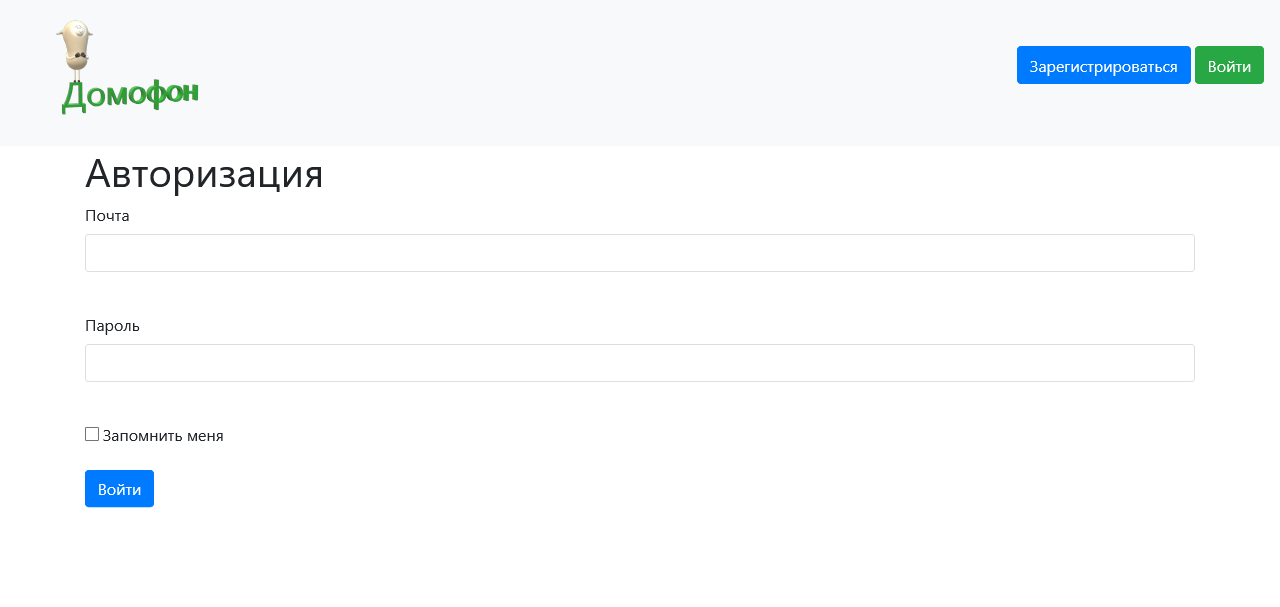 Домофон
Зарегистрироваться
Войти
Авторизация
Почта
Пароль
Запомнить меня
Войти